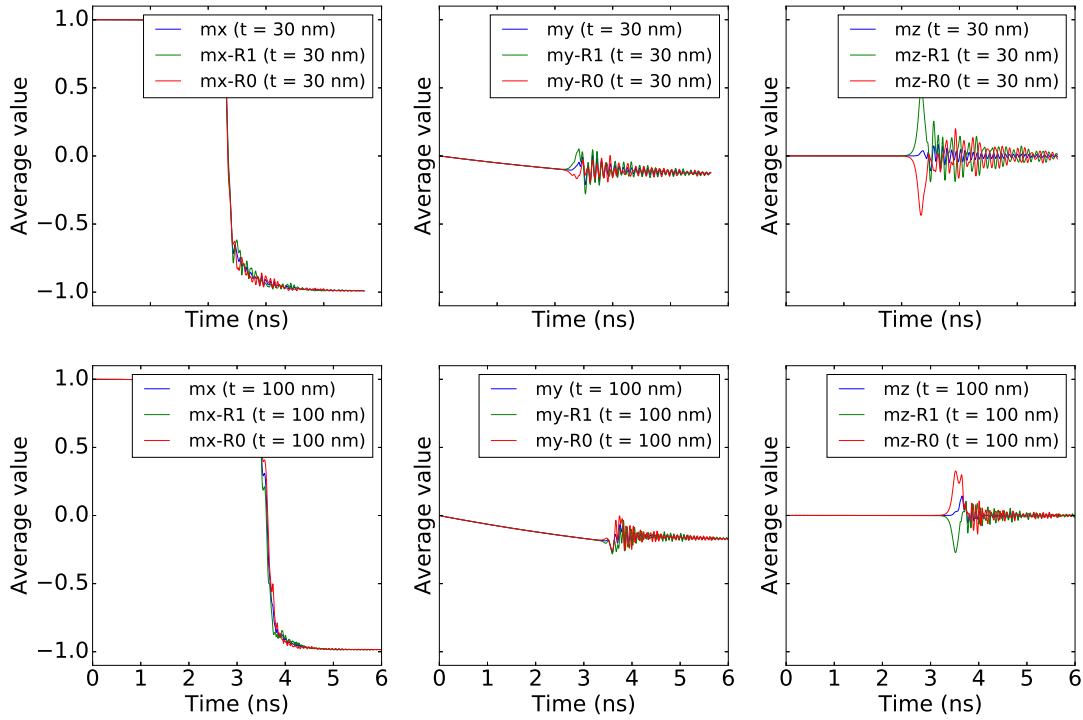 1.0
0.5
0.0
−0.5
−1.0
Average value
Time (ns)
mx (t = 30 nm)
mx-R1 (t = 30 nm)
mx-R0 (t = 30 nm)
Average value
Time (ns)
my (t = 30 nm)
my-R1 (t = 30 nm)
my-R0 (t = 30 nm)
Average value
Time (ns)
mz (t = 30 nm)
mz-R1 (t = 30 nm)
mz-R0 (t = 30 nm)
1.0
0.5
0.0
−0.5
−1.0
Average value
mx (t = 100 nm)
mx-R1 (t = 100 nm)
mx-R0 (t = 100 nm)
0 1 2 3 4 5 6
Time (ns)
Average value
my (t = 100 nm)
my-R1 (t = 100 nm)
my-R0 (t = 100 nm)
0 1 2 3 4 5 6
Time (ns)
Average value
mz (t = 100 nm)
mz-R1 (t = 100 nm)
mz-R0 (t = 100 nm)
0 1 2 3 4 5 6
Time (ns)